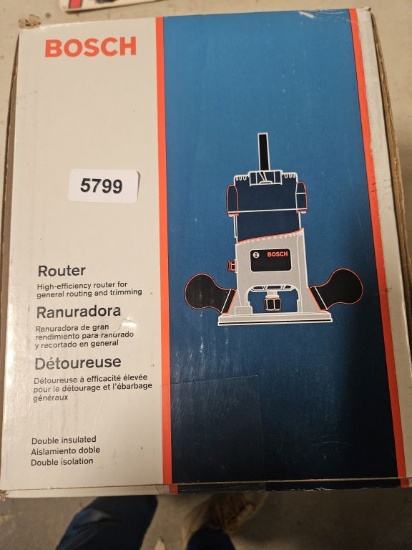 BOSCH
5799
BOSCH
Router
High-efficiency router for
general routing and trimming
Ranuradora
Ranuradora de gran
rendimiento para ranurado
y recortado en general
Détoureuse
Détoureuse à efficacité élevée
pour le détourage et l'ébarbage
généraux
Double insulated
Aislamiento doble
Double isolation